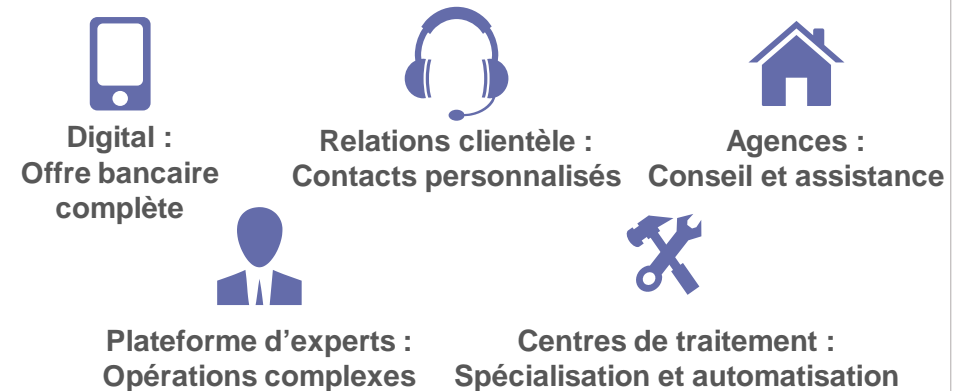 Digital :
Offre bancaire
complète
Relations clientèle :
Contacts personnalisés
Agences :
Conseil et assistance
Plateforme d’experts :
Opérations complexes
Centres de traitement :
Spécialisation et automatisation